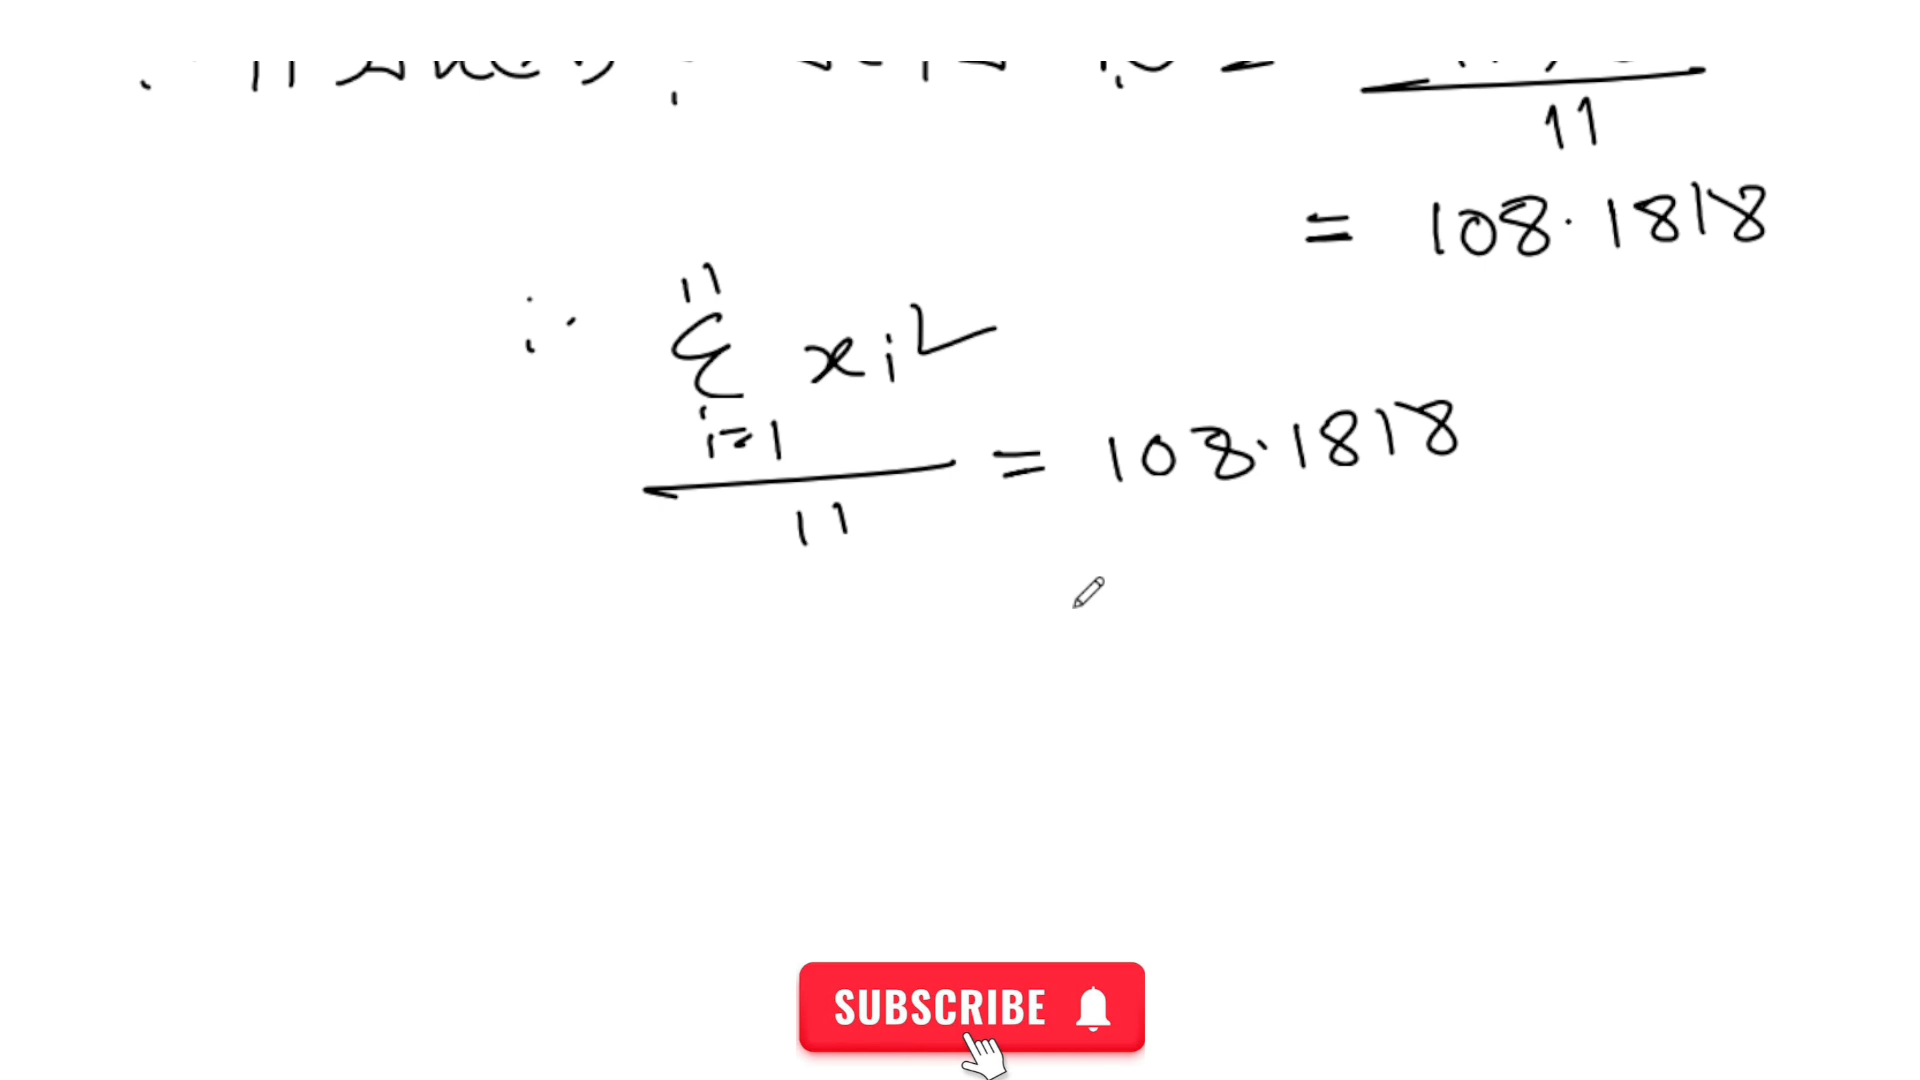 11
= 108.1818
∴ 11
Σ xi²
i=1
11 = 108.1818
SUBSCRIBE